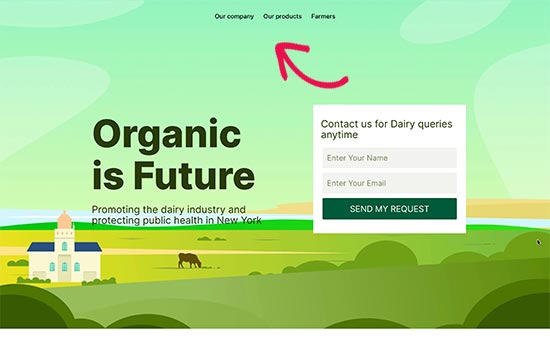 Our company Our products Farmers
Organic
is Future
Promoting the dairy industry and
protecting public health in New York
Contact us for Dairy queries
anytime
Enter Your Name
Enter Your Email
SEND MY REQUEST